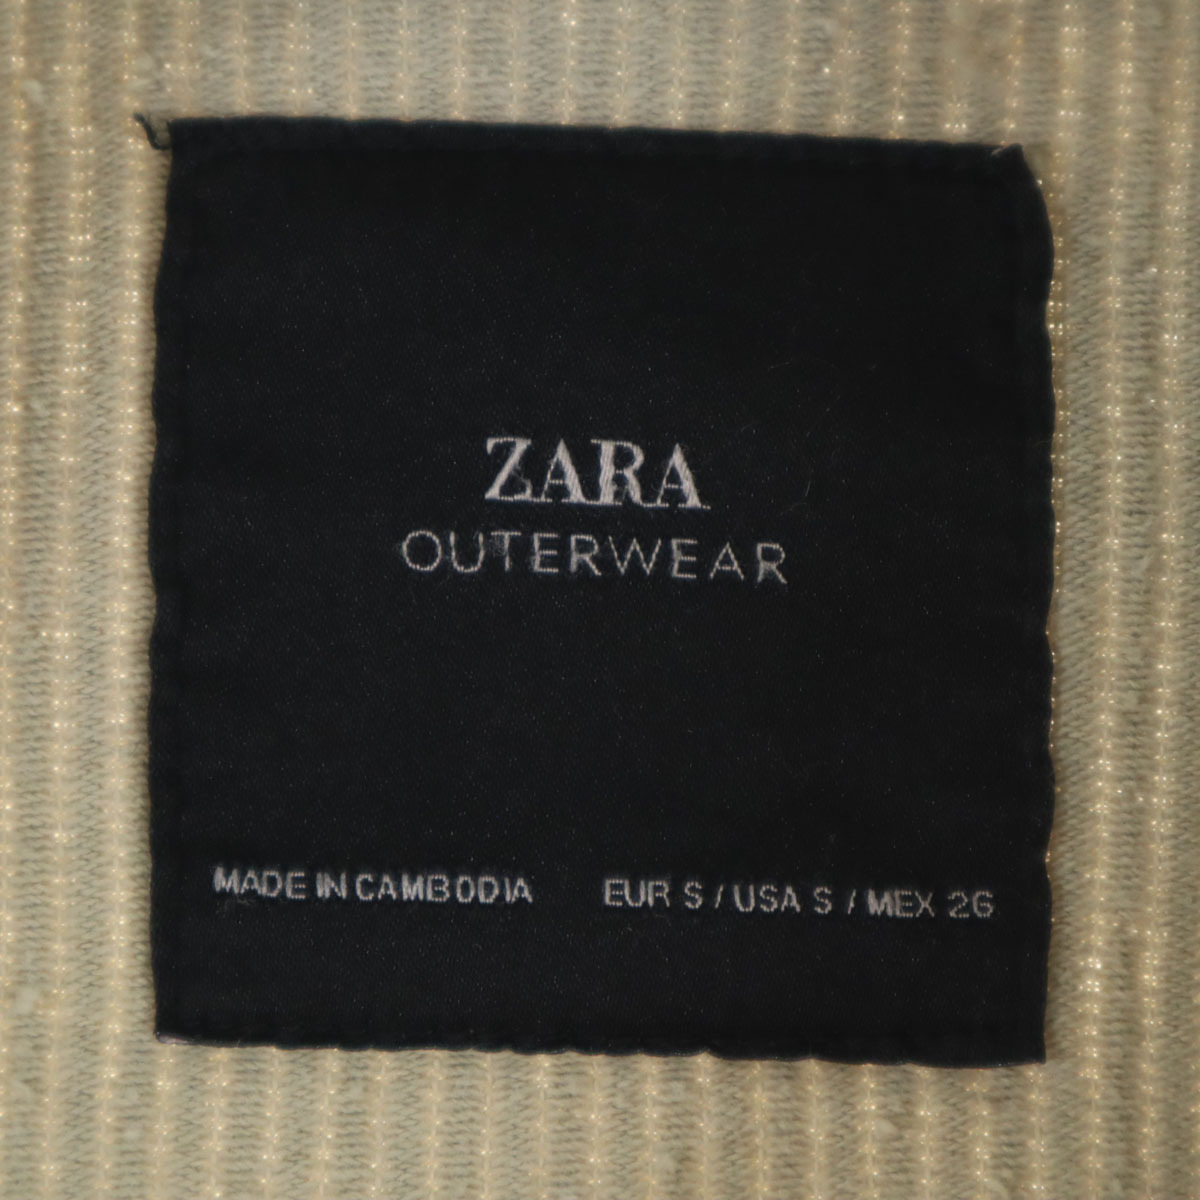 ZARA
OUTERWEAR
MADE IN CAMBODIA EUR S / USA S / MEX 26